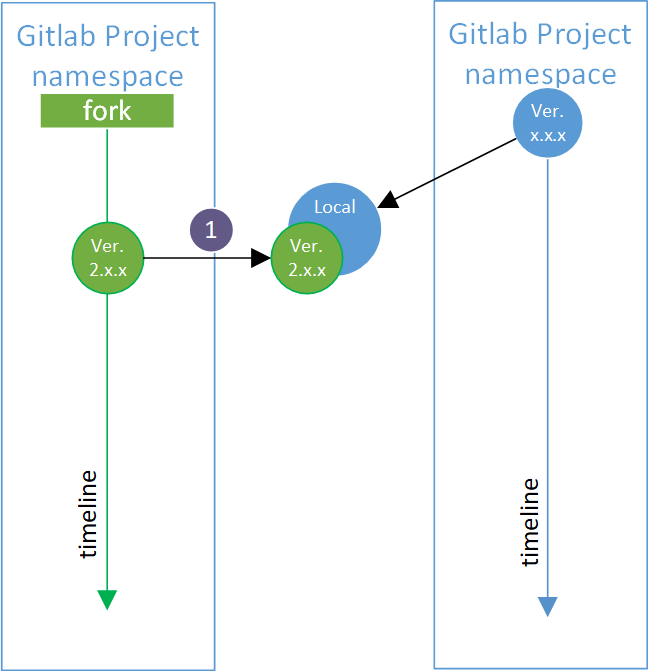 Gitlab Project
namespace
fork
Ver.
2.x.x
timeline
1
Local
Ver.
2.x.x
Gitlab Project
namespace
Ver.
x.x.x
timeline